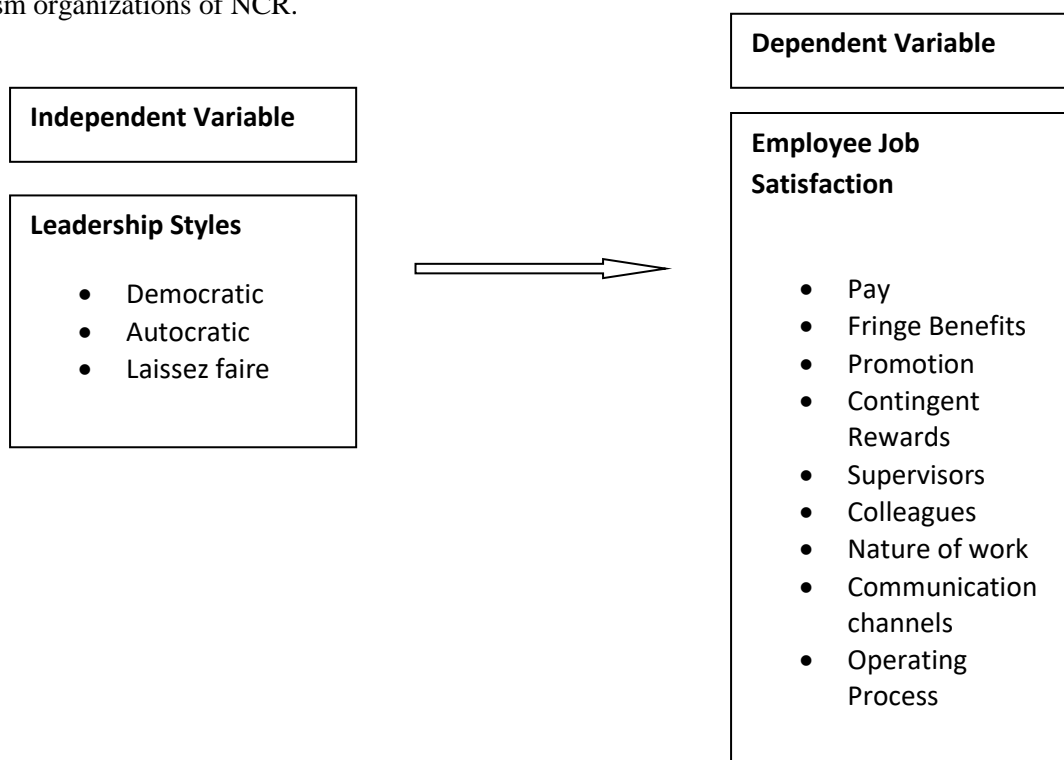 organizations of NCR.
Independent Variable
Leadership Styles
• Democratic
• Autocratic
• Laissez faire
Dependent Variable
Employee Job
Satisfaction
• Pay
• Fringe Benefits
• Promotion
• Contingent
Rewards
• Supervisors
• Colleagues
• Nature of work
• Communication
channels
• Operating
Process